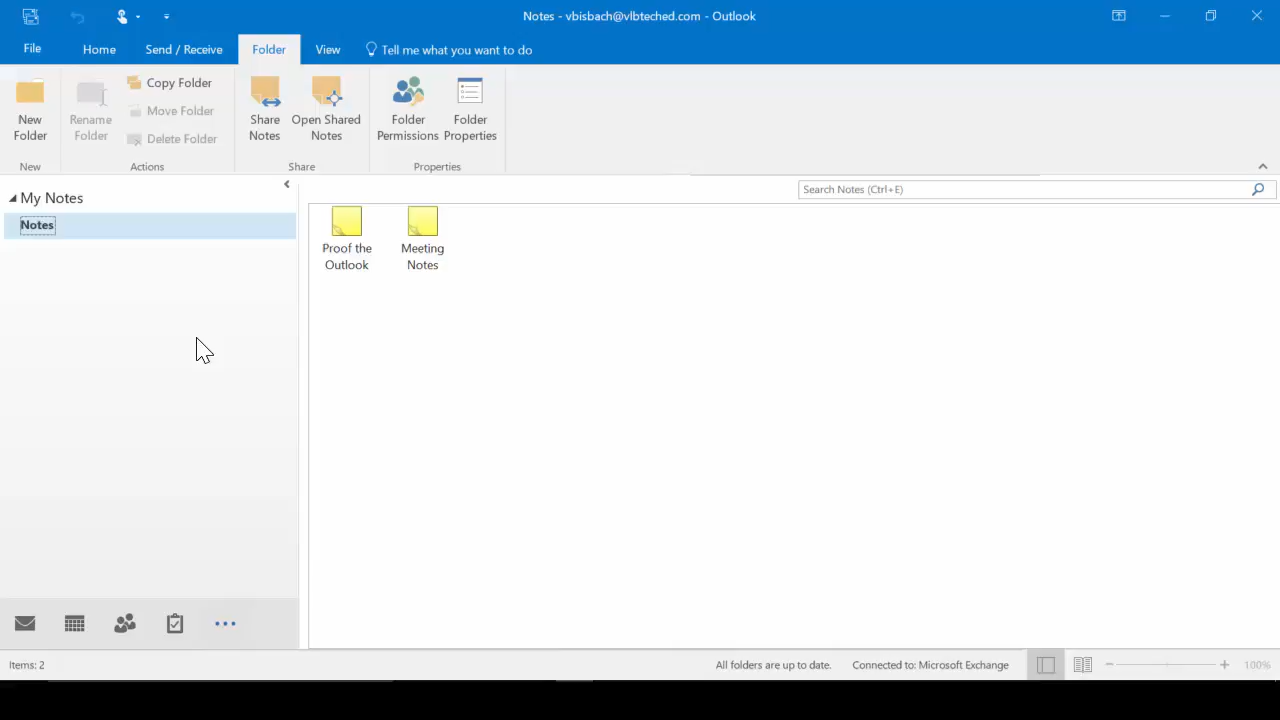 Notes - vbisbach@vlbteched.com - Outlook
File Home Send / Receive Folder View Tell me what you want to do
New Folder
Rename Folder
Copy Folder
Move Folder
Delete Folder
Share Notes
Open Shared Notes
Folder Permissions
Folder Properties
New Actions Share Properties
My Notes
Search Notes (Ctrl+E)
Notes
Proof the
Outlook
Meeting
Notes
Items: 2 All folders are up to date. Connected to: Microsoft Exchange 100%